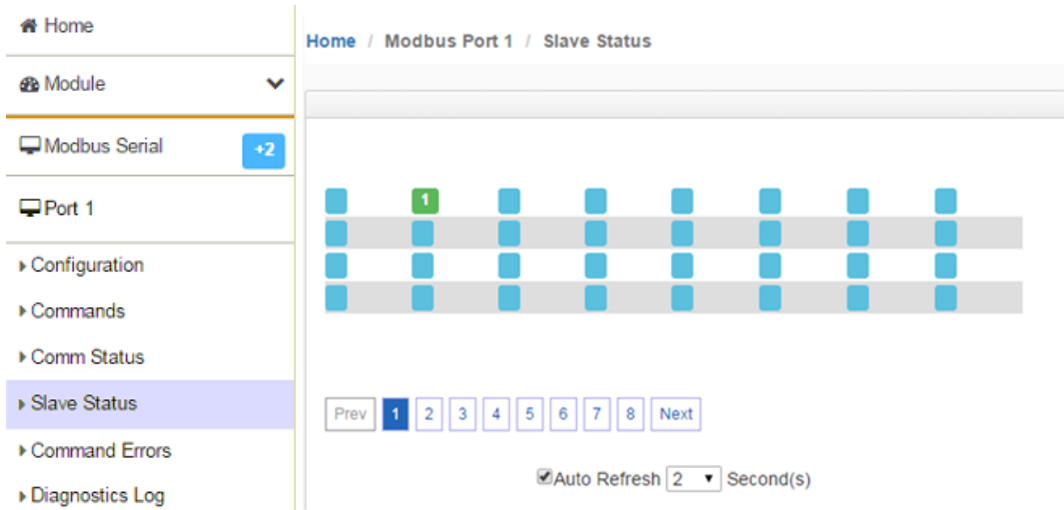 Home
Module
Modbus Serial +2
Port 1
Configuration
Commands
Comm Status
Slave Status
Command Errors
Diagnostics Log
Home / Modbus Port 1 / Slave Status
1
Prev 1 2 3 4 5 6 7 8 Next
Auto Refresh 2 Second(s)